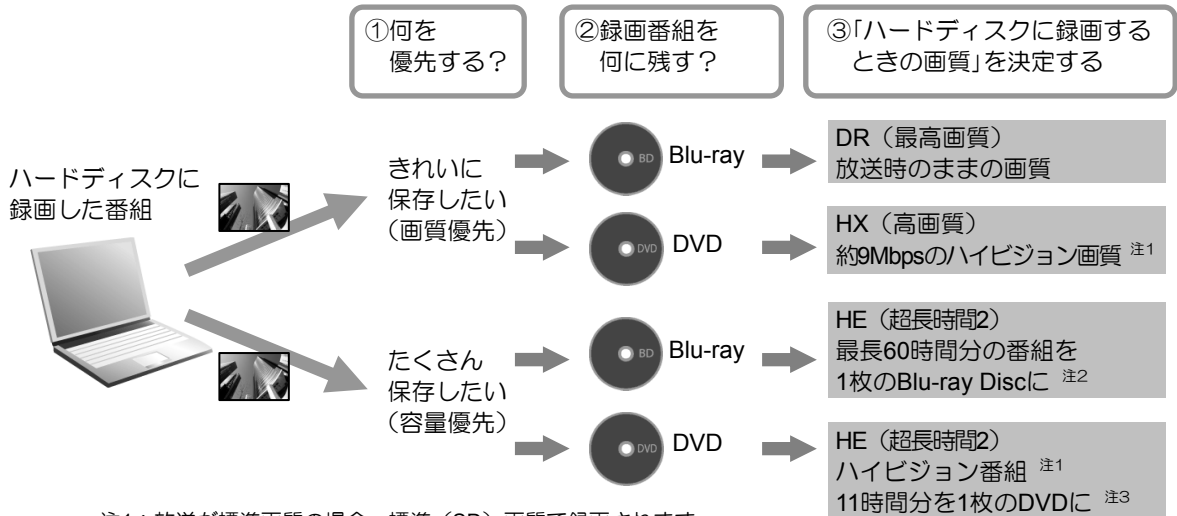 ①何を
優先する?
②録画番組を
何に残す?
③「ハードディスクに録画する
ときの画質」を決定する
ハードディスクに
録画した番組
きれいに
保存したい
(画質優先)
BD
Blu-ray
DR(最高画質)
放送時のままの画質
DVD
DVD
HX(高画質)
約9Mbpsのハイビジョン画質 注1
たくさん
保存したい
(容量優先)
BD
Blu-ray
HE(超長時間2)
最長60時間分の番組を
1枚のBlu-ray Discに 注2
DVD
DVD
HE(超長時間2)
ハイビジョン番組 注1
11時間分を1枚のDVDに 注3